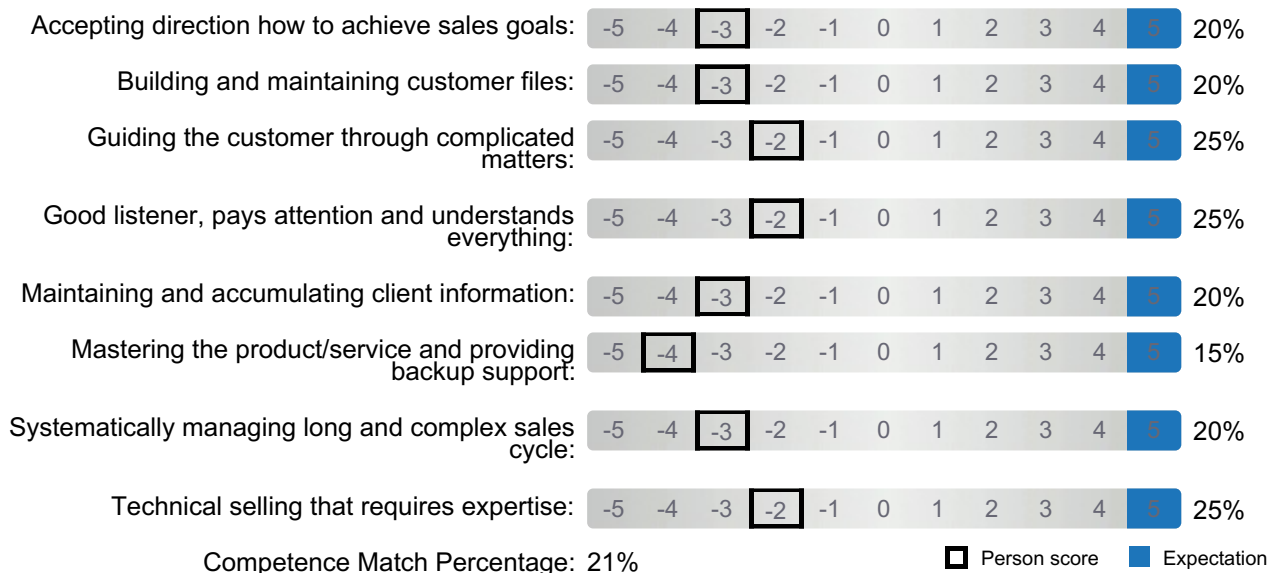 Accepting direction how to achieve sales goals: -5 -4 -3 -2 -1 0 1 2 3 4 5 20%
Building and maintaining customer files: -5 -4 -3 -2 -1 0 1 2 3 4 5 20%
Guiding the customer through complicated
matters: -5 -4 -3 -2 -1 0 1 2 3 4 5 25%
Good listener, pays attention and understands
everything: -5 -4 -3 -2 -1 0 1 2 3 4 5 25%
Maintaining and accumulating client information: -5 -4 -3 -2 -1 0 1 2 3 4 5 20%
Mastering the product/service and providing
backup support: -5 -4 -3 -2 -1 0 1 2 3 4 5 15%
Systematically managing long and complex sales
cycle: -5 -4 -3 -2 -1 0 1 2 3 4 5 20%
Technical selling that requires expertise: -5 -4 -3 -2 -1 0 1 2 3 4 5 25%
Competence Match Percentage: 21% Person score Expectation